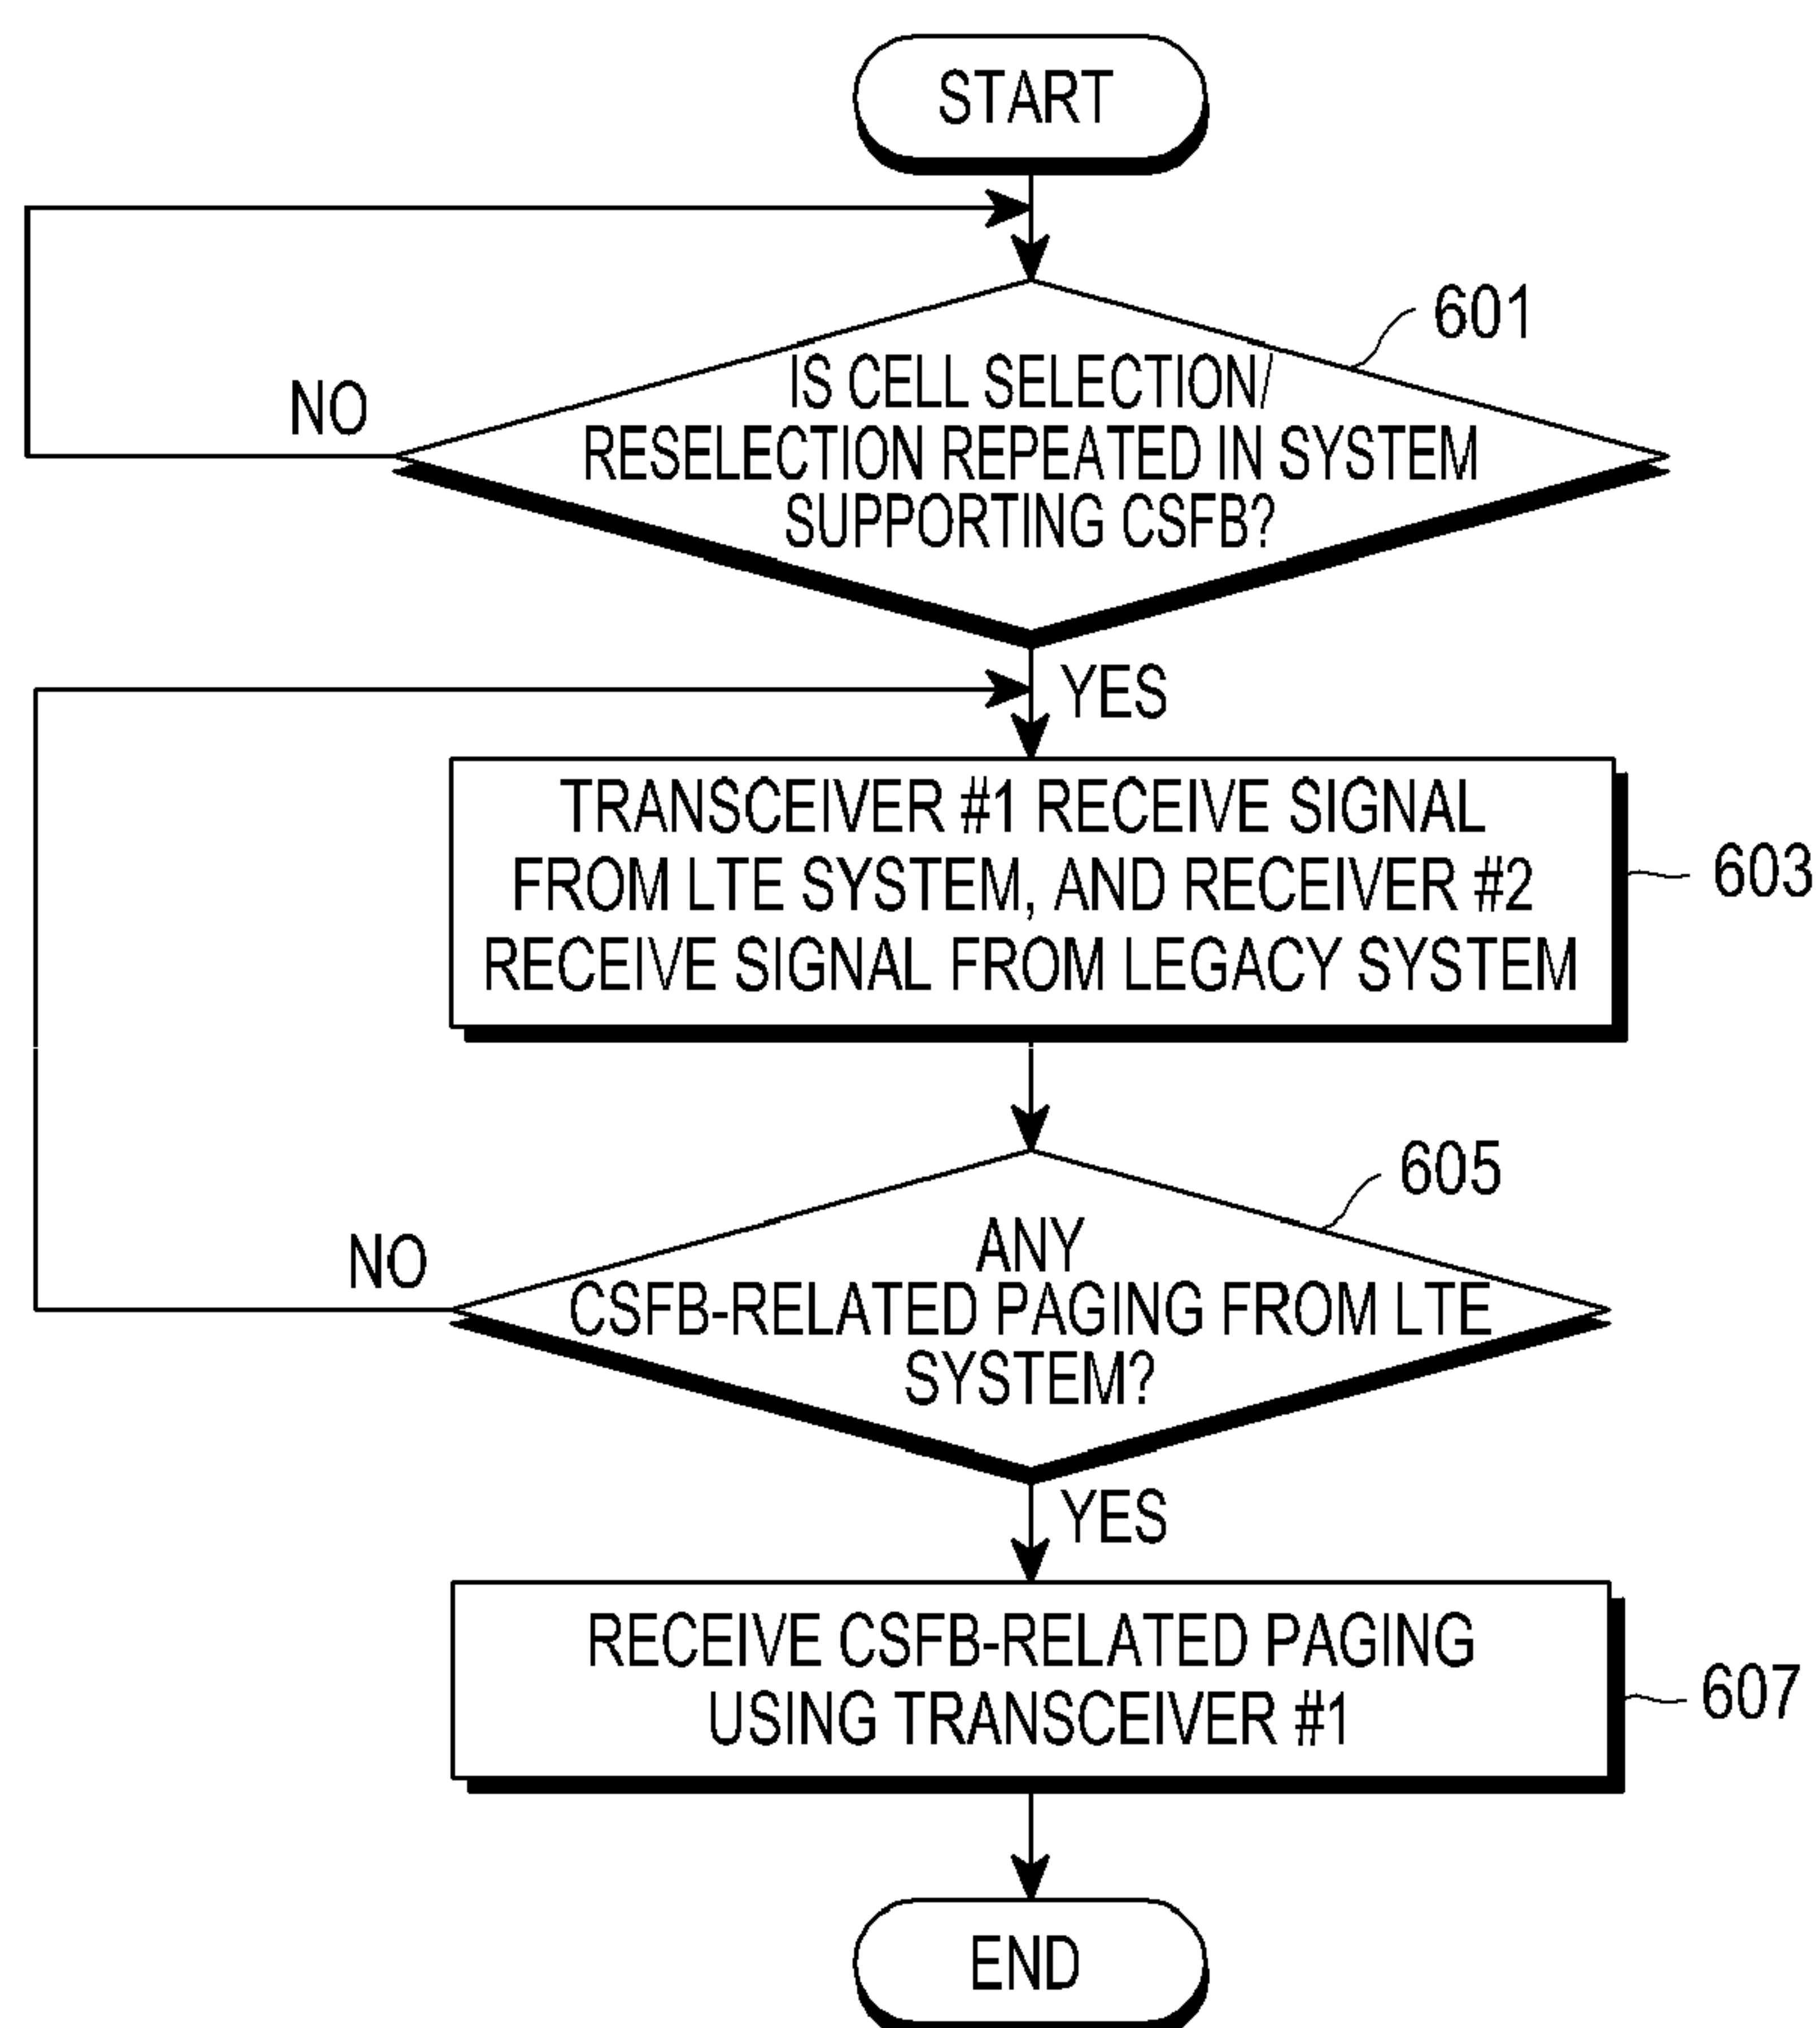 START
601
IS CELL SELECTION/
RESELECTION REPEATED IN SYSTEM
SUPPORTING CSFB?
NO
YES
TRANSCEIVER #1 RECEIVE SIGNAL
FROM LTE SYSTEM, AND RECEIVER #2
RECEIVE SIGNAL FROM LEGACY SYSTEM
603
605
ANY
CSFB-RELATED PAGING FROM LTE
SYSTEM?
NO
YES
RECEIVE CSFB-RELATED PAGING
USING TRANSCEIVER #1
607
END